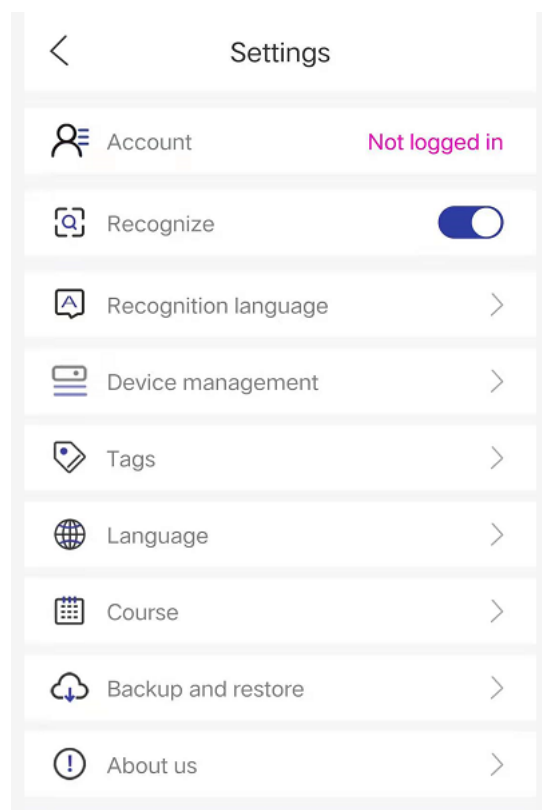 Settings
Account Not logged in
Recognize
Recognition language
Device management
Tags
Language
Course
Backup and restore
About us